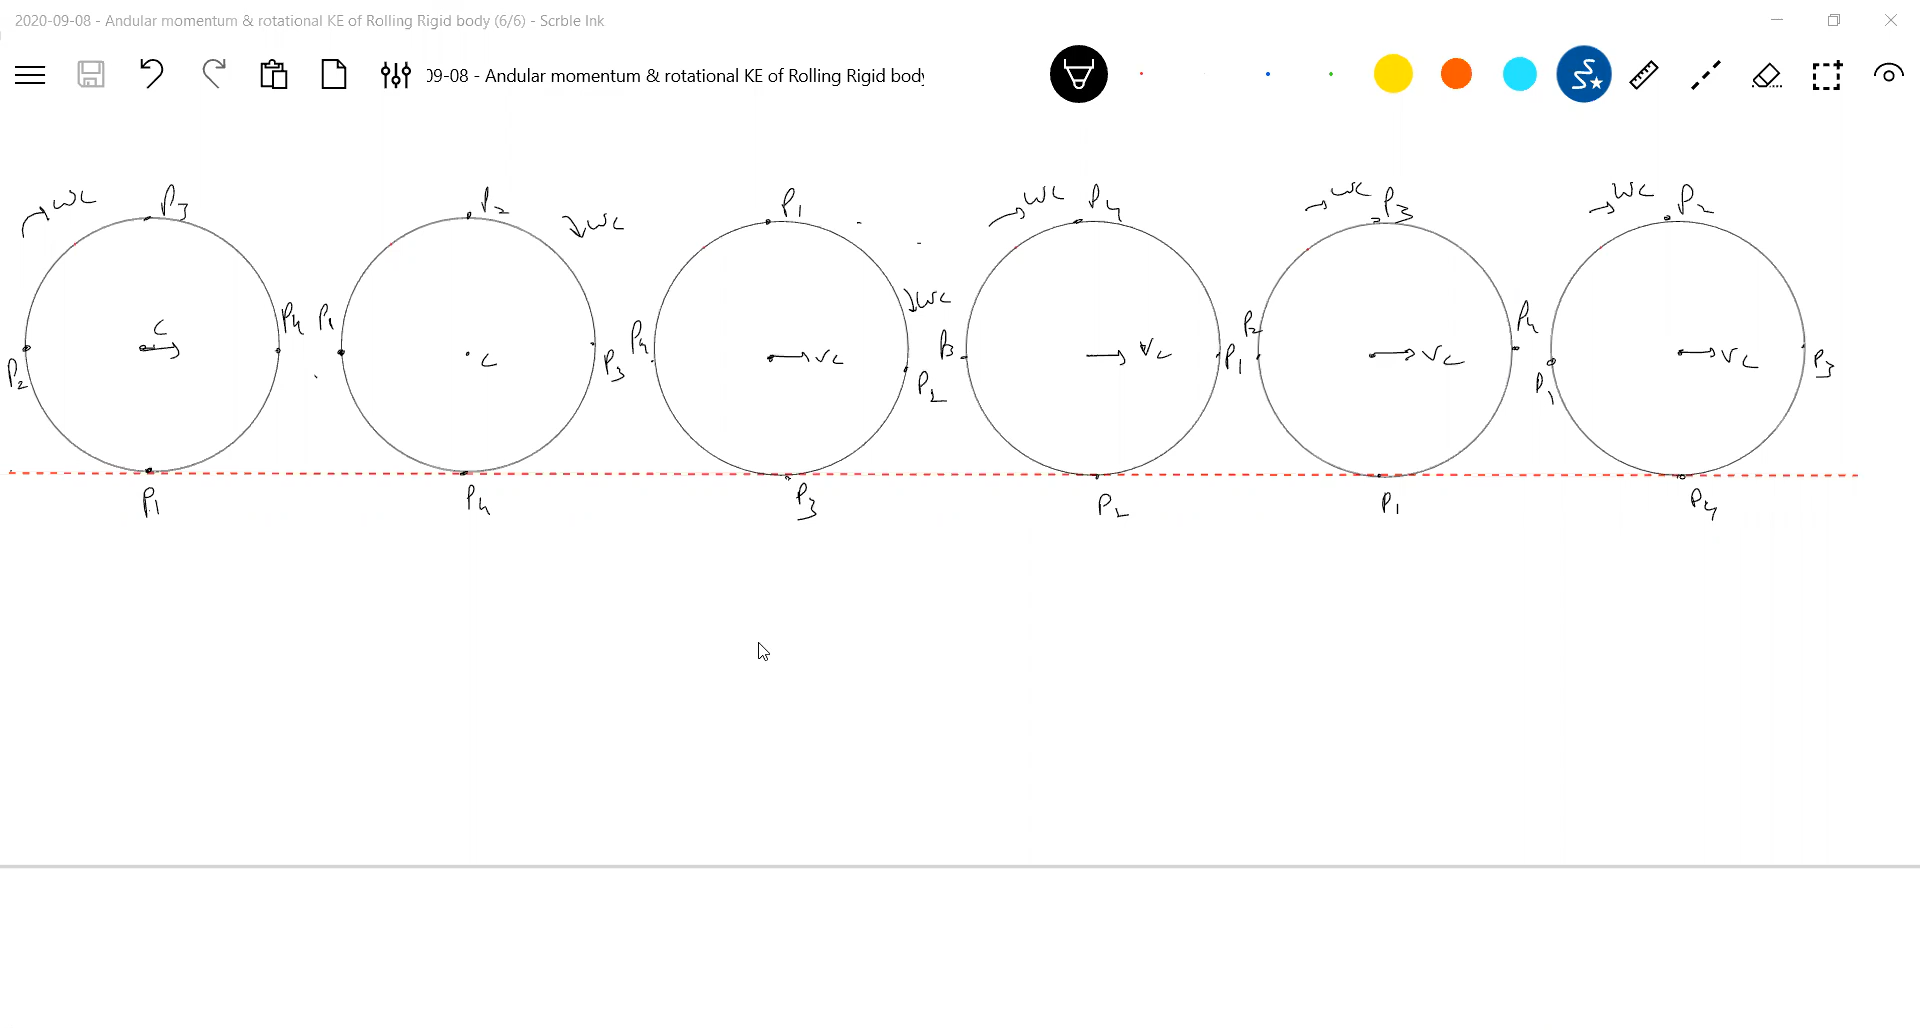 2020-09-08 - Andular momentum & rotational KE of Rolling Rigid body (6/6) - Scrble Ink
09-08 - Andular momentum & rotational KE of Rolling Rigid body
ωc P3 P2 ωc P1 ωc P4 ωc P3 ωc P2
C P4 P1 P4 ωc P3 P2 P4
P2 C P3 vc P2 vc P1 vc P1 vc P3
P1 P4 P3 P2 P1 P4